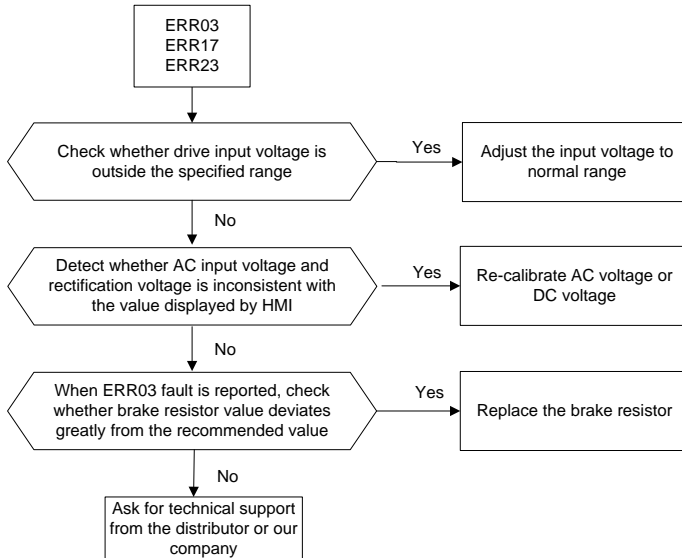 ERR03
ERR17
ERR23
Check whether drive input voltage is
outside the specified range
Yes
Adjust the input voltage to
normal range
No
Detect whether AC input voltage and
rectification voltage is inconsistent with
the value displayed by HMI
Yes
Re-calibrate AC voltage or
DC voltage
No
When ERR03 fault is reported, check
whether brake resistor value deviates
greatly from the recommended value
Yes
Replace the brake resistor
No
Ask for technical support
from the distributor or our
company